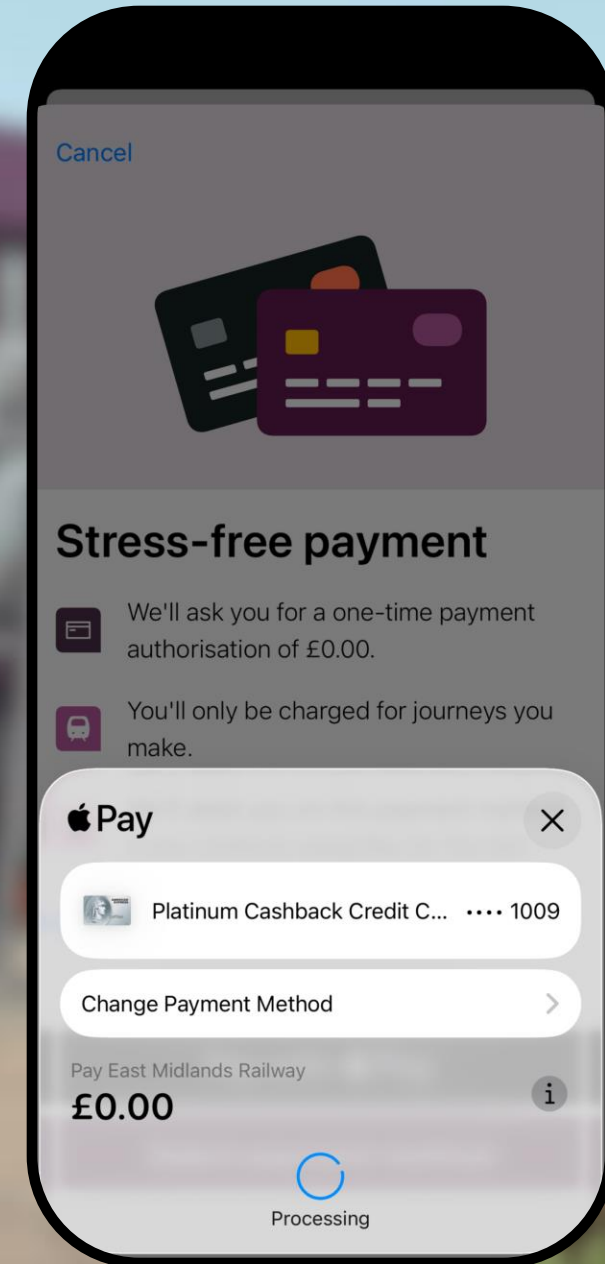 Cancel
Stress-free payment
We'll ask you for a one-time payment
authorisation of £0.00.
You'll only be charged for journeys you
make.
Pay
Platinum Cashback Credit C... •••• 1009
Change Payment Method
Pay East Midlands Railway
£0.00
i
Processing